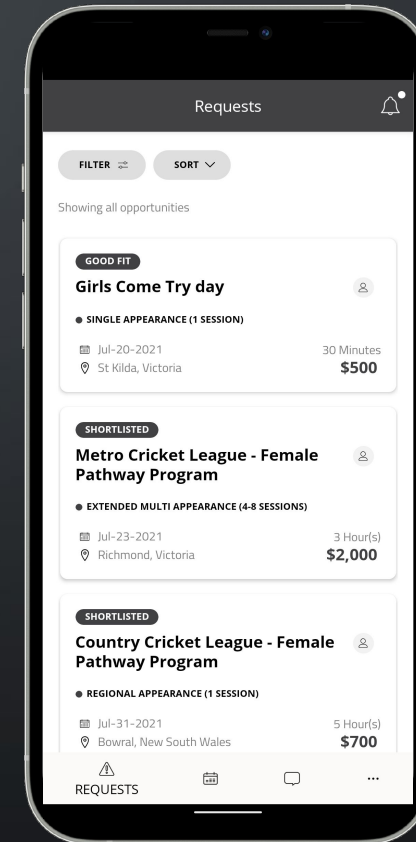 Requests
FILTER
SORT
Showing all opportunities
GOOD FIT
Girls Come Try day
SINGLE APPEARANCE (1 SESSION)
Jul-20-2021
30 Minutes
St Kilda, Victoria
$500
SHORTLISTED
Metro Cricket League - Female
Pathway Program
EXTENDED MULTI APPEARANCE (4-8 SESSIONS)
Jul-23-2021
3 Hour(s)
Richmond, Victoria
$2,000
SHORTLISTED
Country Cricket League - Female
Pathway Program
REGIONAL APPEARANCE (1 SESSION)
Jul-31-2021
5 Hour(s)
Bowral, New South Wales
$700
REQUESTS